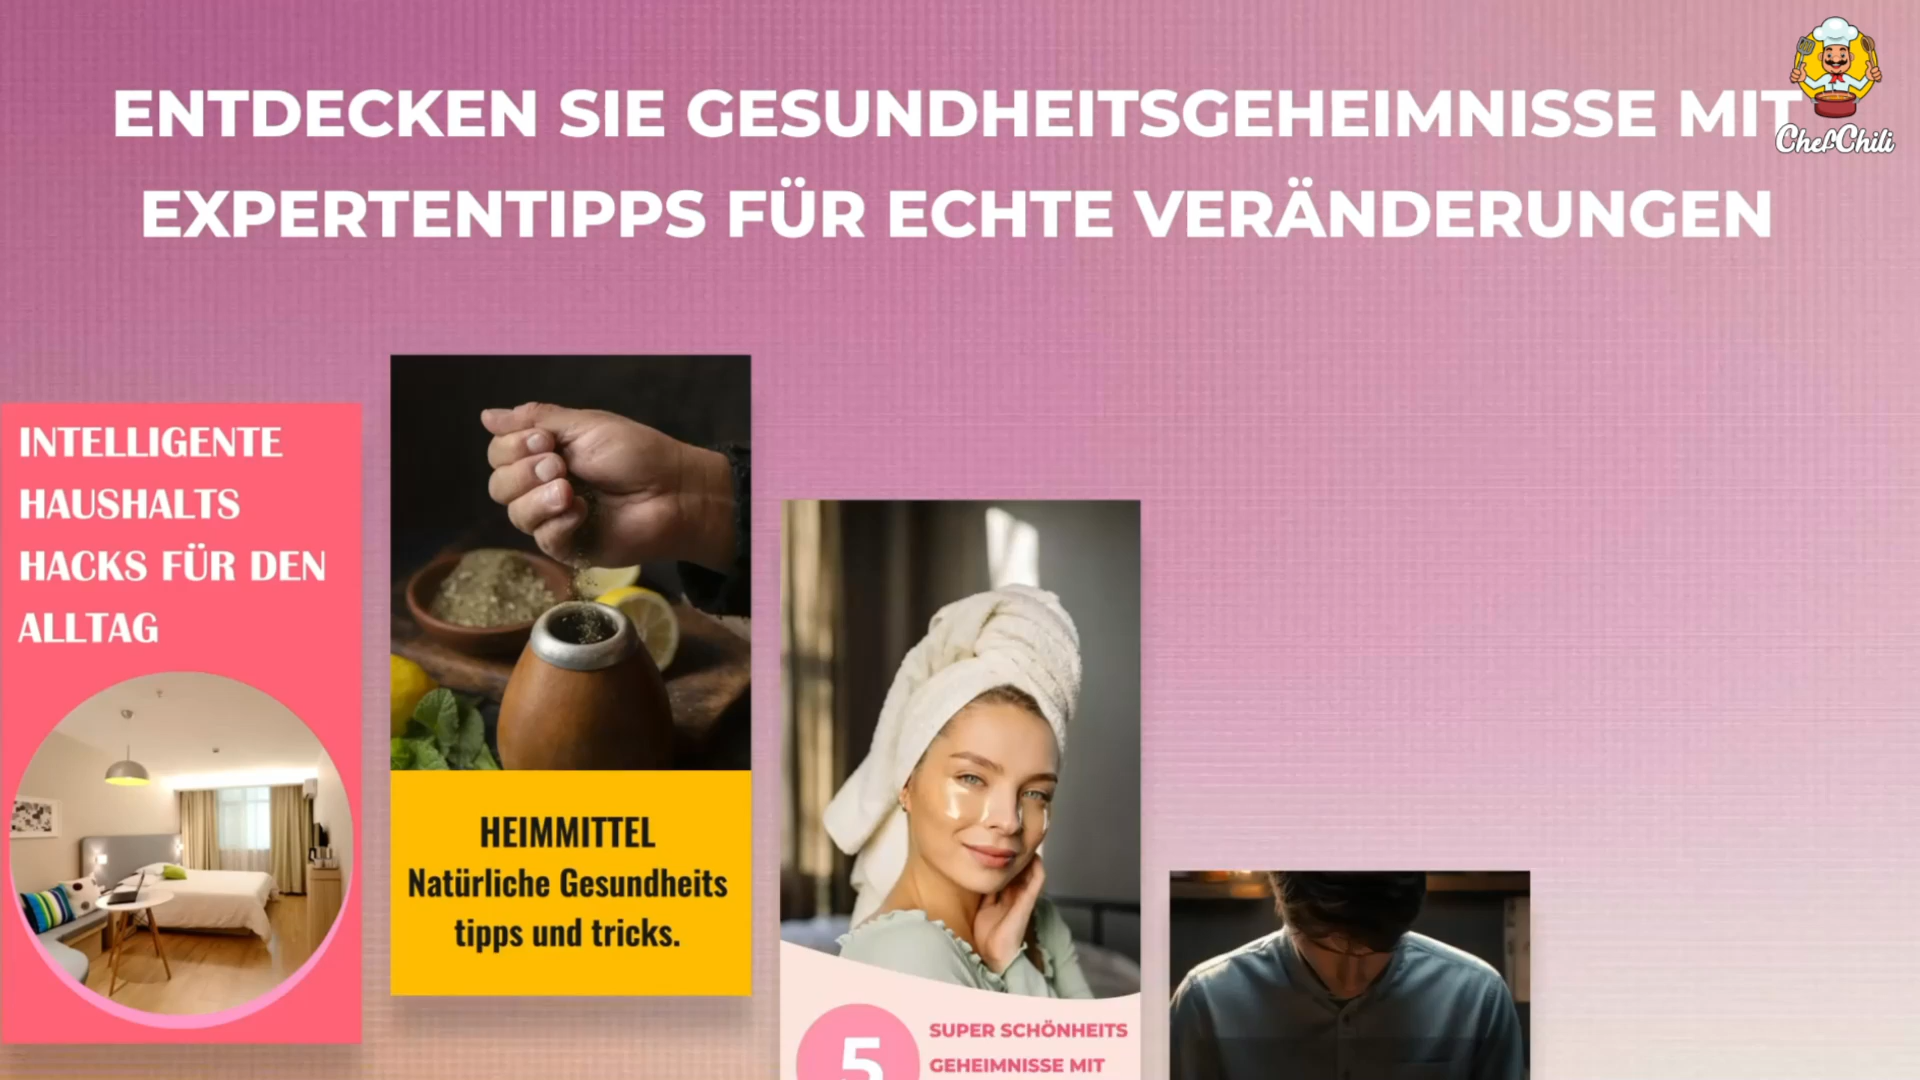 ENTDECKEN SIE GESUNDHEITSGEHEIMNISSE MIT
EXPERTENTIPPS FÜR ECHTE VERÄNDERUNGEN
ChefChili
INTELLIGENTE
HAUSHALTS
HACKS FÜR DEN
ALLTAG
HEIMMITTEL
Natürliche Gesundheits
tipps und tricks.
5
SUPER SCHÖNHEITS
GEHEIMNISSE MIT